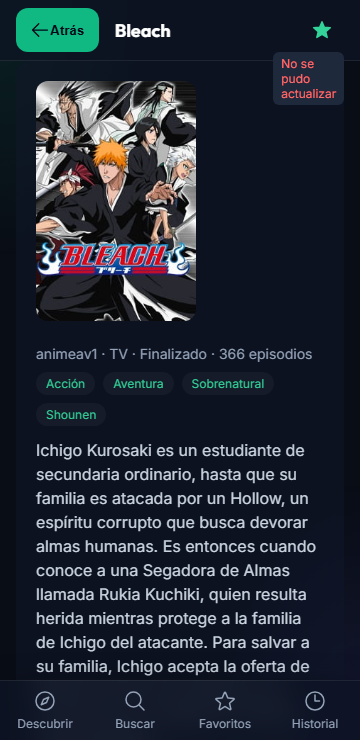 Atrás
Bleach
No se
pudo
actualizar
BLEACH
ブリーチ
animeav1 · TV · Finalizado · 366 episodios
Acción
Aventura
Sobrenatural
Shounen
Ichigo Kurosaki es un estudiante de
secundaria ordinario, hasta que su
familia es atacada por un Hollow, un
espíritu corrupto que busca devorar
almas humanas. Es entonces cuando
conoce a una Segadora de Almas
llamada Rukia Kuchiki, quien resulta
herida mientras protege a la familia
de Ichigo del atacante. Para salvar a
su familia, Ichigo acepta la oferta de
Descubrir
Buscar
Favoritos
Historial